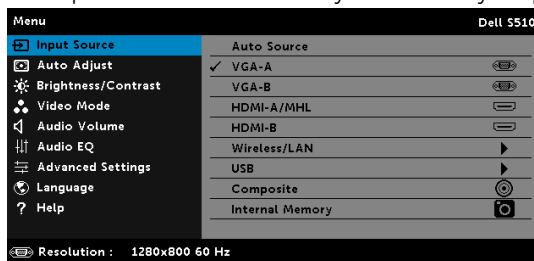 Menu Dell S510
Input Source
Auto Adjust
Brightness/Contrast
Video Mode
Audio Volume
Audio EQ
Advanced Settings
Language
? Help
Auto Source
✓ VGA-A
VGA-B
HDMI-A/MHL
HDMI-B
Wireless/LAN
USB
Composite
Internal Memory
Resolution : 1280x800 60 Hz